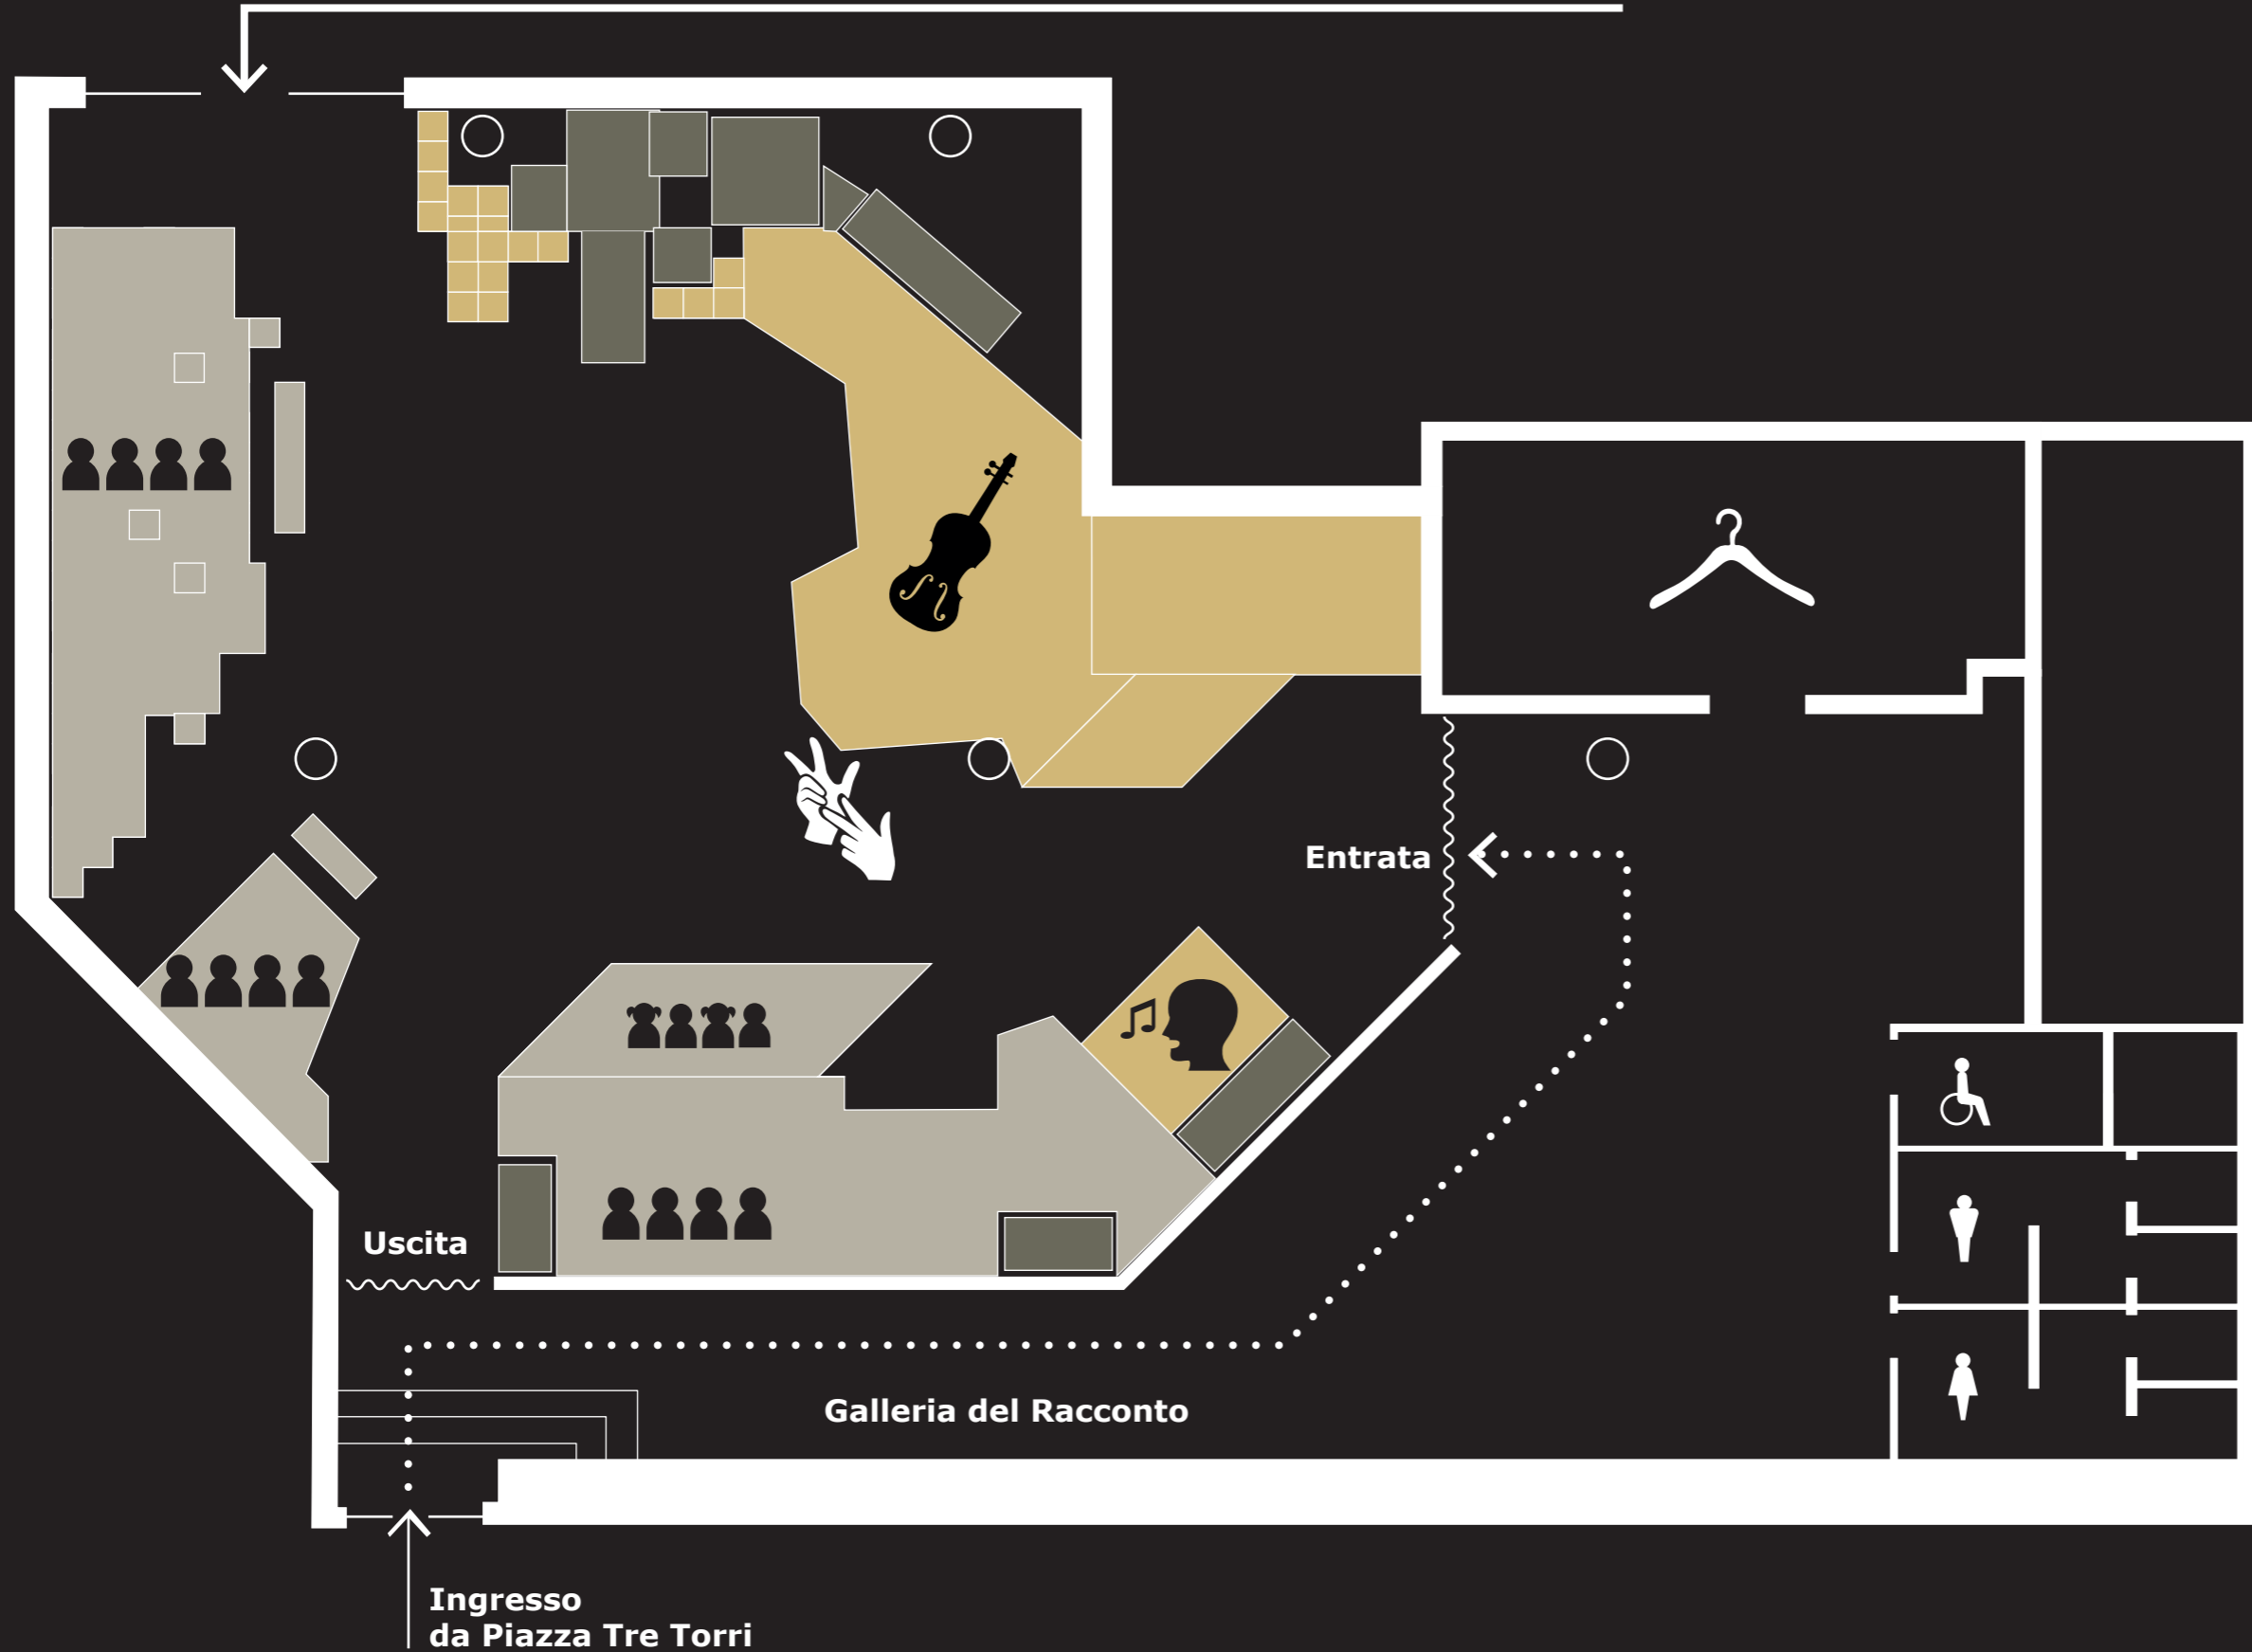 Entrata
Uscita
Galleria del Racconto
Ingresso
da Piazza Tre Torri